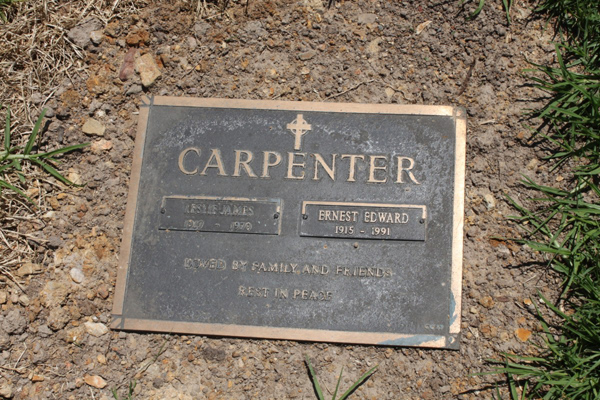 CARPENTER
LESLIE JAMES
ERNEST EDWARD
1915 - 1991
LOVED BY FAMILY AND FRIENDS
REST IN PEACE